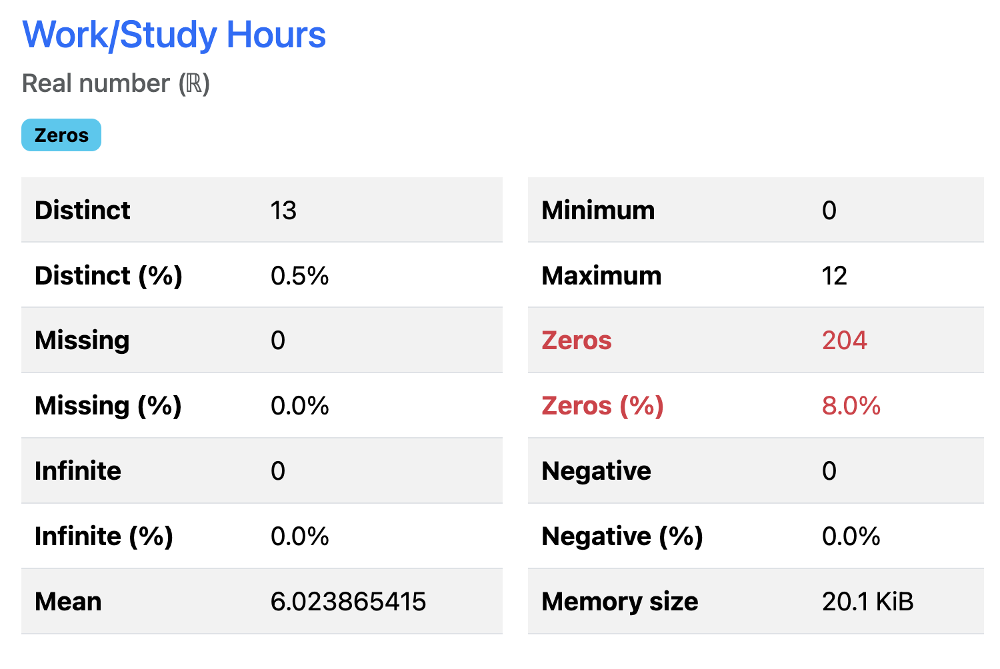 Work/Study Hours
Real number (ℝ)
Zeros
Distinct 13
Distinct (%) 0.5%
Missing 0
Missing (%) 0.0%
Infinite 0
Infinite (%) 0.0%
Mean 6.023865415
Minimum 0
Maximum 12
Zeros 204
Zeros (%) 8.0%
Negative 0
Negative (%) 0.0%
Memory size 20.1 KiB